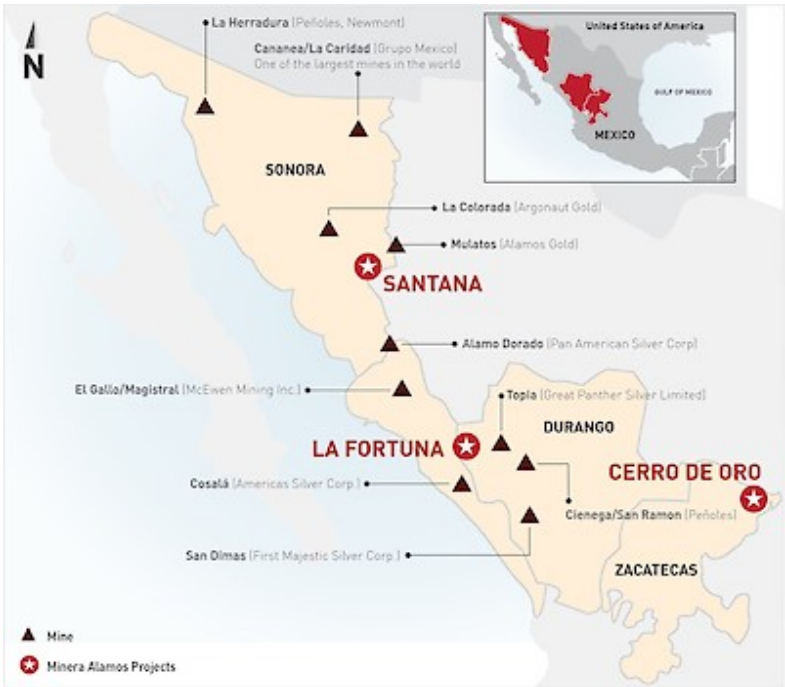 La Herradura (Peñoles, Newmont)
N
Cananea/La Caridad (Grupo Mexico)
One of the largest mines in the world
United States of America
GULF OF MEXICO
MEXICO
SONORA
La Colorada (Argonaut Gold)
Mulatos (Alamos Gold)
SANTANA
Alamo Dorado (Pan American Silver Corp)
El Gallo/Magistral (McEwen Mining Inc.)
Topia (Great Panther Silver Limited)
DURANGO
LA FORTUNA
CERRO DE ORO
Cosalá (Americas Silver Corp.)
Cienega/San Ramon (Peñoles)
San Dimas (First Majestic Silver Corp.)
ZACATECAS
Mine
Minera Alamos Projects